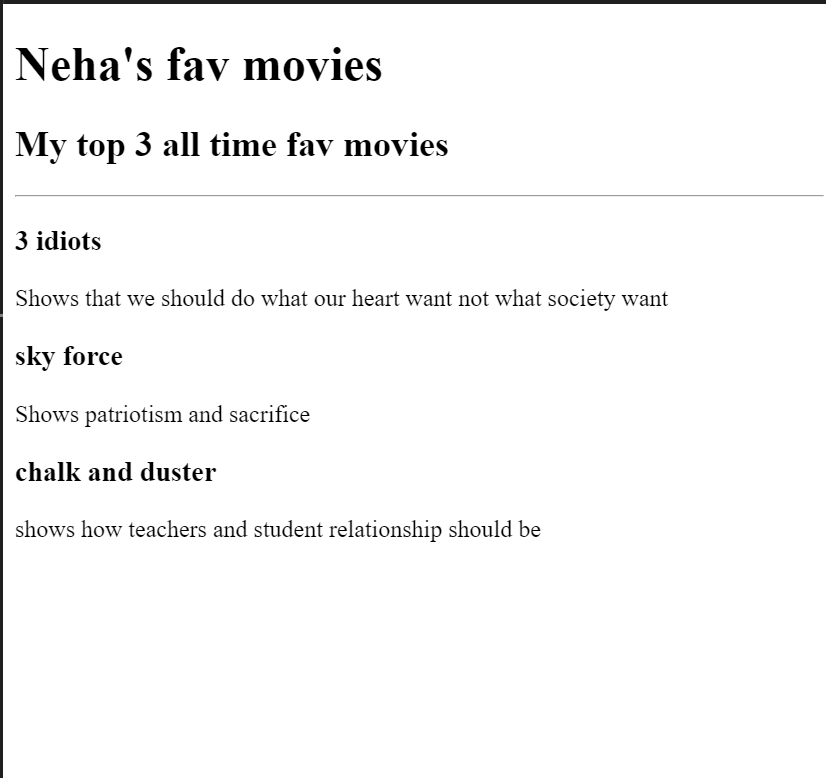 Neha's fav movies
My top 3 all time fav movies
3 idiots
Shows that we should do what our heart want not what society want
sky force
Shows patriotism and sacrifice
chalk and duster
shows how teachers and student relationship should be